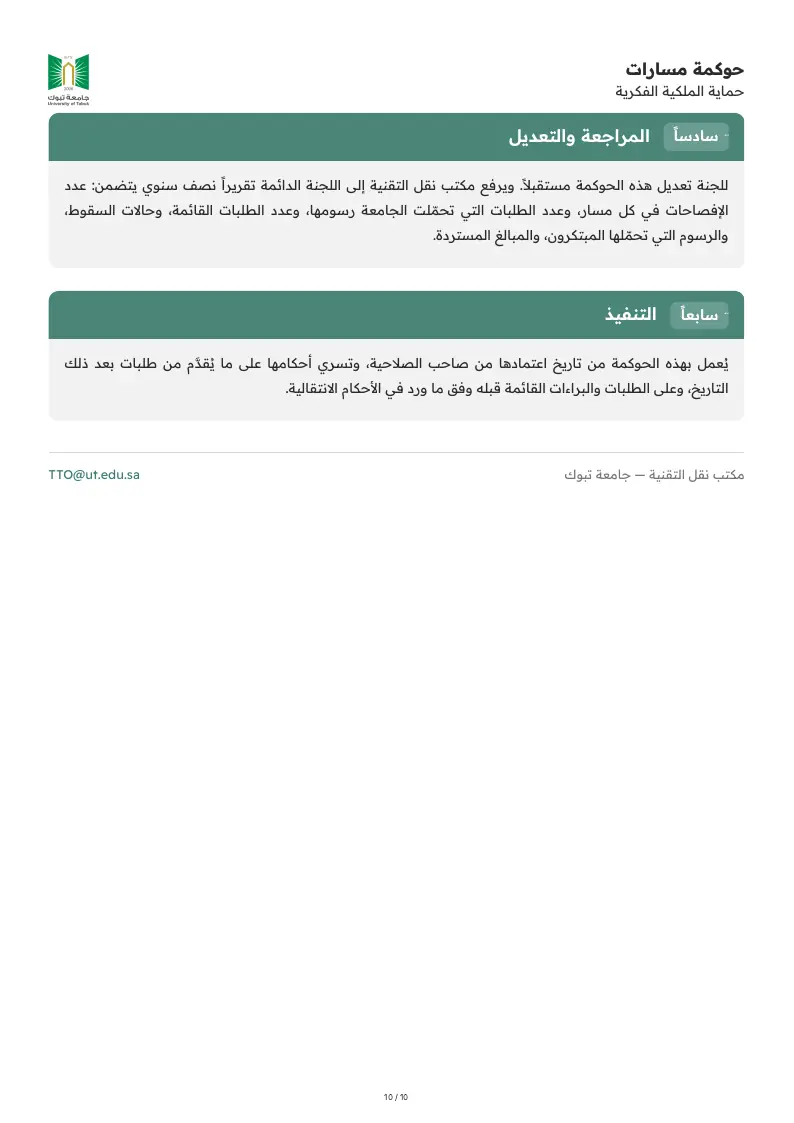 حوكمة مسارات
حماية الملكية الفكرية
جامعة تبوك
University of Tabuk
سادساً
المراجعة والتعديل
للجنة تعديل هذه الحوكمة مستقبلاً. ويرفع مكتب نقل التقنية إلى اللجنة الدائمة تقريراً نصف سنوي يتضمن: عدد
الإفصاحات في كل مسار، وعدد الطلبات التي تحمّلت الجامعة رسومها، وعدد الطلبات القائمة، وحالات السقوط،
والرسوم التي تحمّلها المبتكرون، والمبالغ المستردة.
سابعاً
التنفيذ
يُعمل بهذه الحوكمة من تاريخ اعتمادها من صاحب الصلاحية، وتسري أحكامها على ما يُقدَّم من طلبات بعد ذلك
التاريخ، وعلى الطلبات والبراءات القائمة قبله وفق ما ورد في الأحكام الانتقالية.
مكتب نقل التقنية — جامعة تبوك
TTO@ut.edu.sa
10 / 10